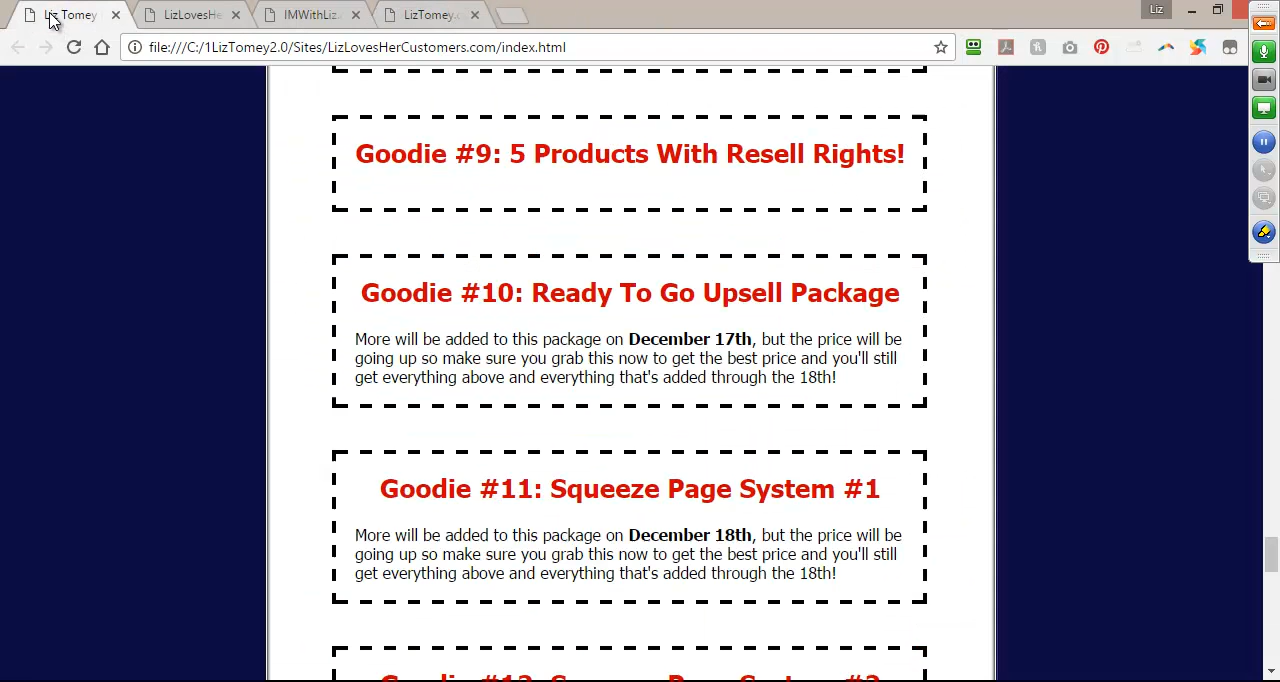 Liz Tomey
LizLovesHe
IMWithLiz.
LizTomey.c
Liz
file:///C:/1LizTomey2.0/Sites/LizLovesHerCustomers.com/index.html
Goodie #9: 5 Products With Resell Rights!
Goodie #10: Ready To Go Upsell Package
More will be added to this package on December 17th, but the price will be
going up so make sure you grab this now to get the best price and you'll still
get everything above and everything that's added through the 18th!
Goodie #11: Squeeze Page System #1
More will be added to this package on December 18th, but the price will be
going up so make sure you grab this now to get the best price and you'll still
get everything above and everything that's added through the 18th!
Goodie #12: Squeeze Page System #2